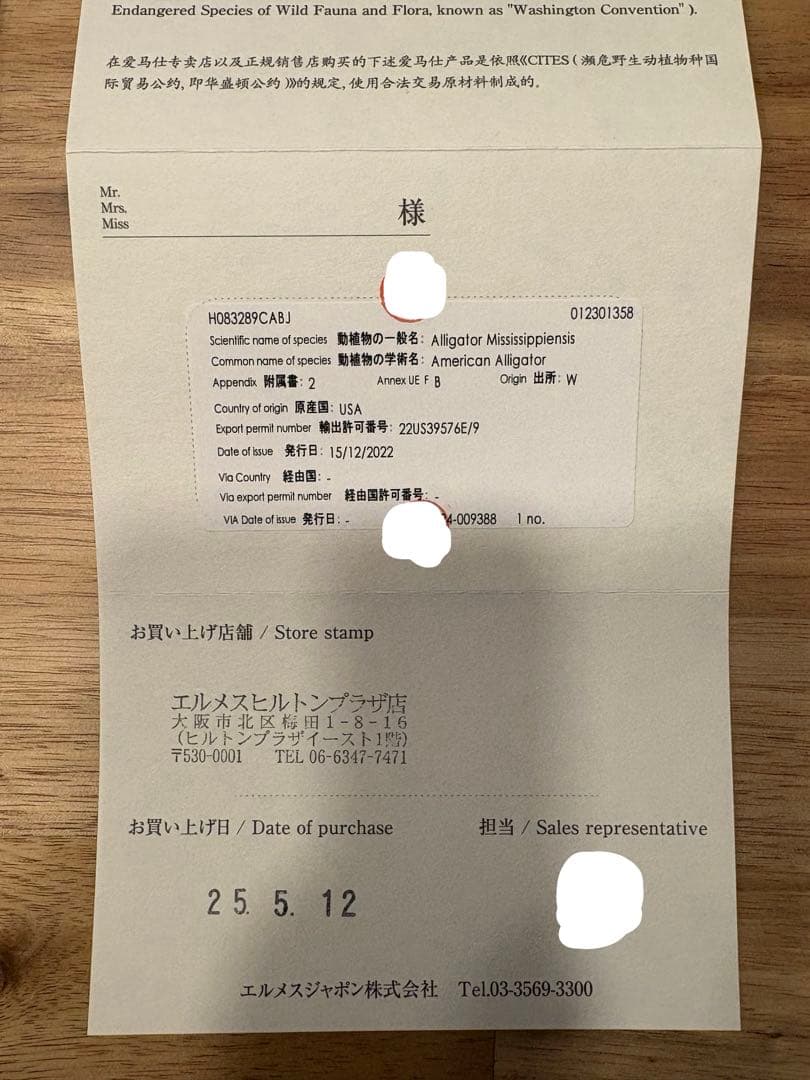 Endangered Species of Wild Fauna and Flora, known as "Washington Convention" ).
在爱马仕专卖店以及正规销售店购买的下述爱马仕产品是依照《CITES ( 濒危野生动植物种国
际贸易公约, 即华盛顿公约 )》的规定, 使用合法交易原材料制成的。
Mr.
Mrs.
Miss
様
H083289CABJ 012301358
Scientific name of species 動植物の一般名: Alligator Mississippiensis
Common name of species 動植物の学術名: American Alligator
Appendix 附属書: 2 Annex UE F B Origin 出所: W
Country of origin 原産国: USA
Export permit number 輸出許可番号: 22US39576E/9
Date of issue 発行日: 15/12/2022
Via Country 経由国: -
Via export permit number 経由国許可番号: -
VIA Date of issue 発行日: - 4-009388 1 no.
お買い上げ店舗 / Store stamp
エルメスヒルトンプラザ店
大阪市北区梅田1-8-16
(ヒルトンプラザイースト1階)
〒530-0001 TEL 06-6347-7471
お買い上げ日 / Date of purchase 担当 / Sales representative
25. 5. 12
エルメスジャポン株式会社 Tel.03-3569-3300